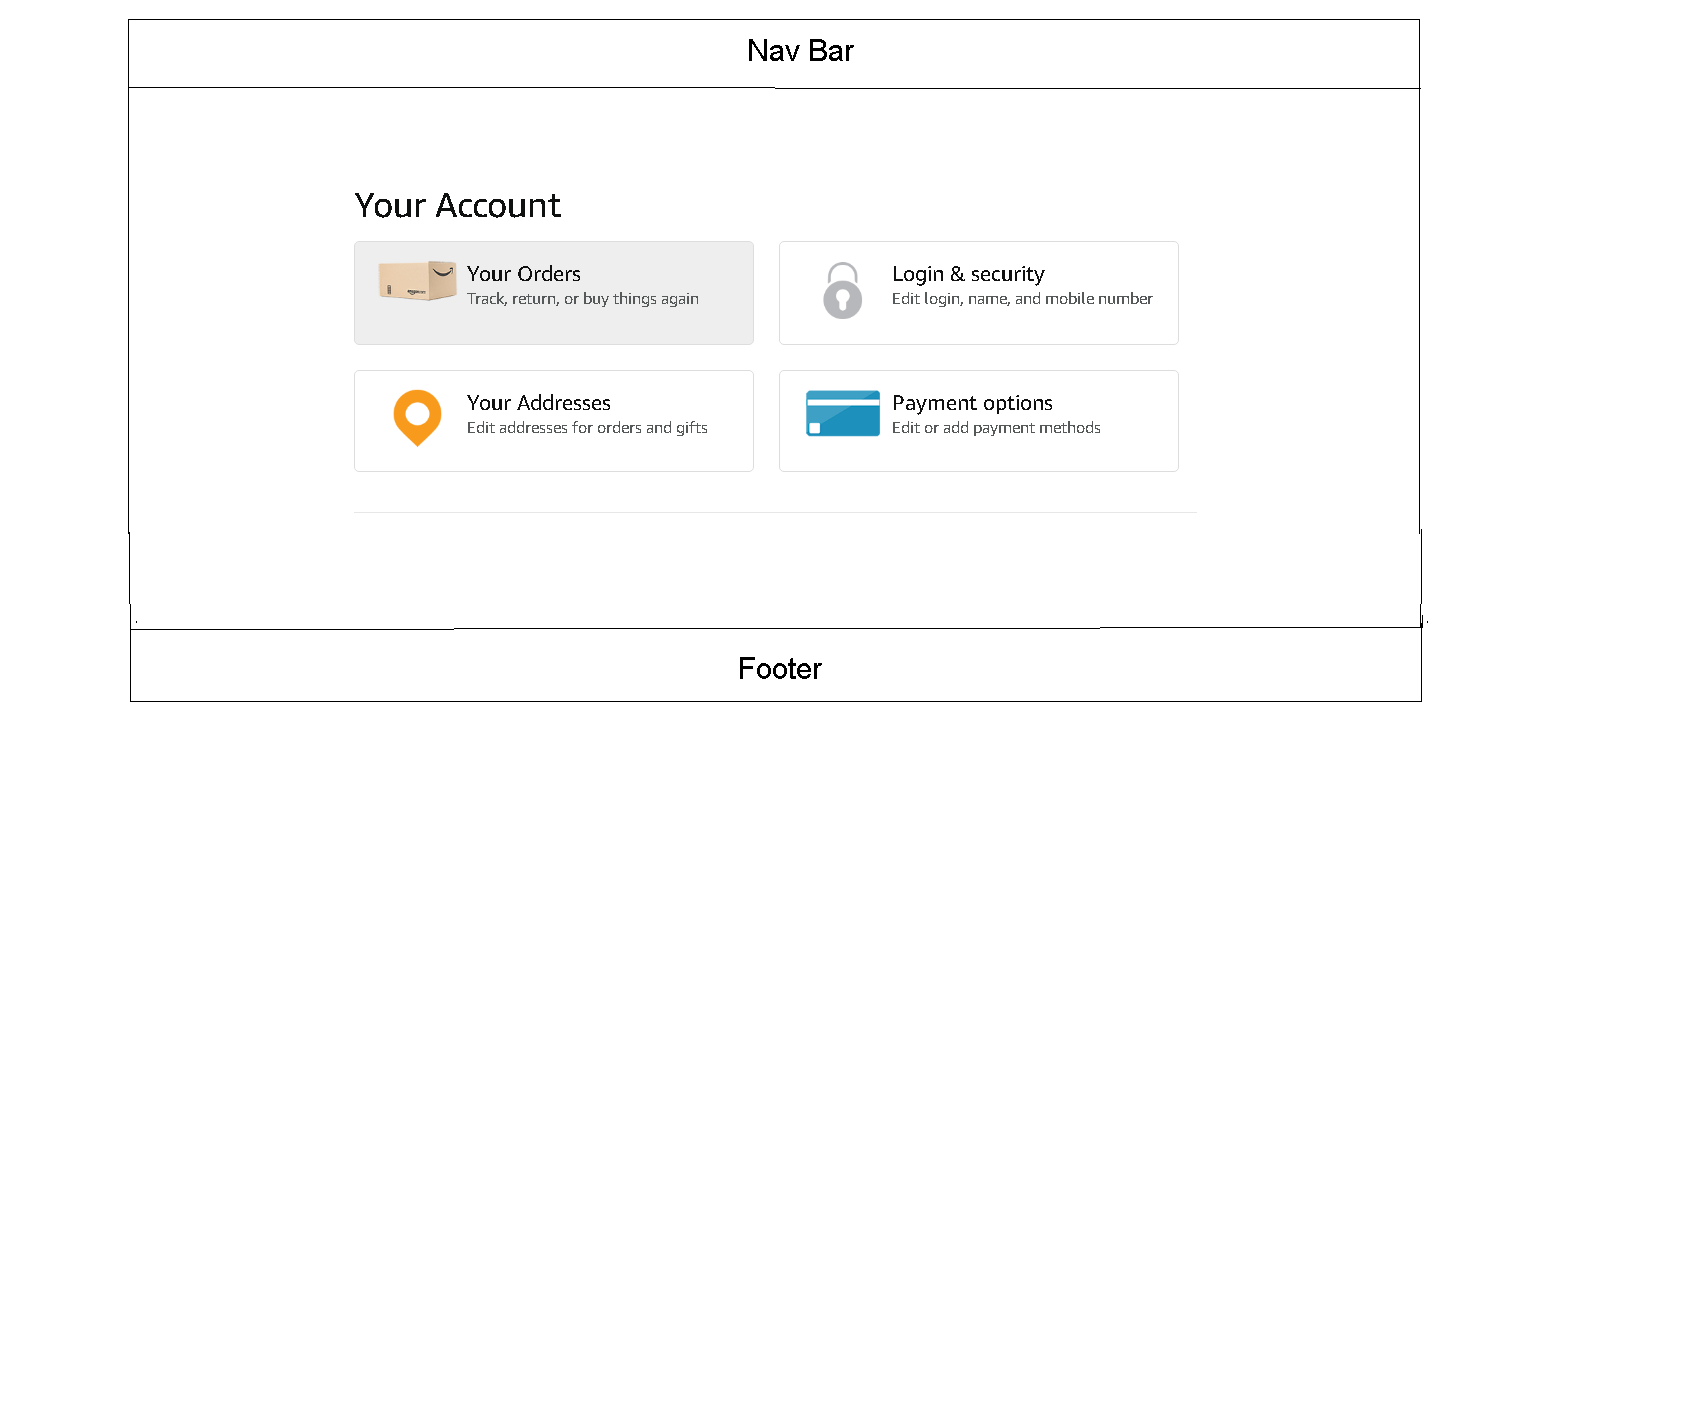 Nav Bar
Your Account
Your Orders
Track, return, or buy things again
Login & security
Edit login, name, and mobile number
Your Addresses
Edit addresses for orders and gifts
Payment options
Edit or add payment methods
Footer